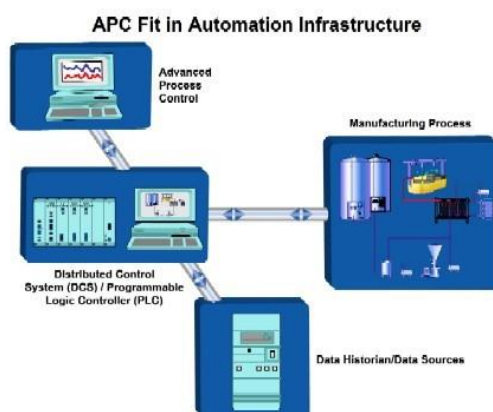 APC Fit in Automation Infrastructure
Advanced
Process
Control
Manufacturing Process
Distributed Control
System (DCS) / Programmable
Logic Controller (PLC)
Data Historian/Data Sources